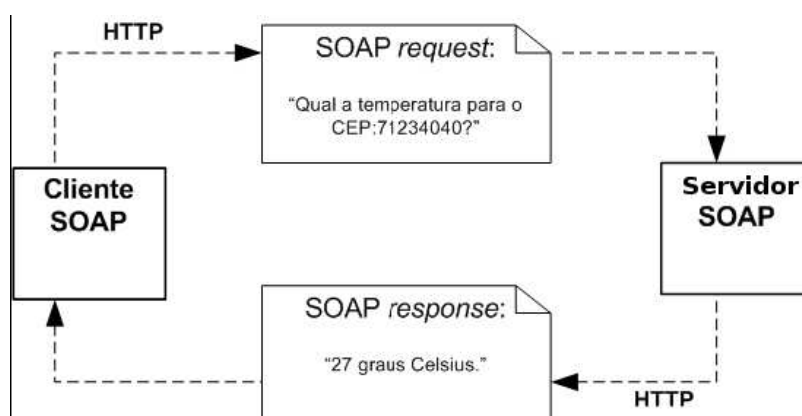 HTTP
SOAP request:
“Qual a temperatura para o
CEP:71234040?”
Cliente
SOAP
Servidor
SOAP
SOAP response:
“27 graus Celsius.”
HTTP